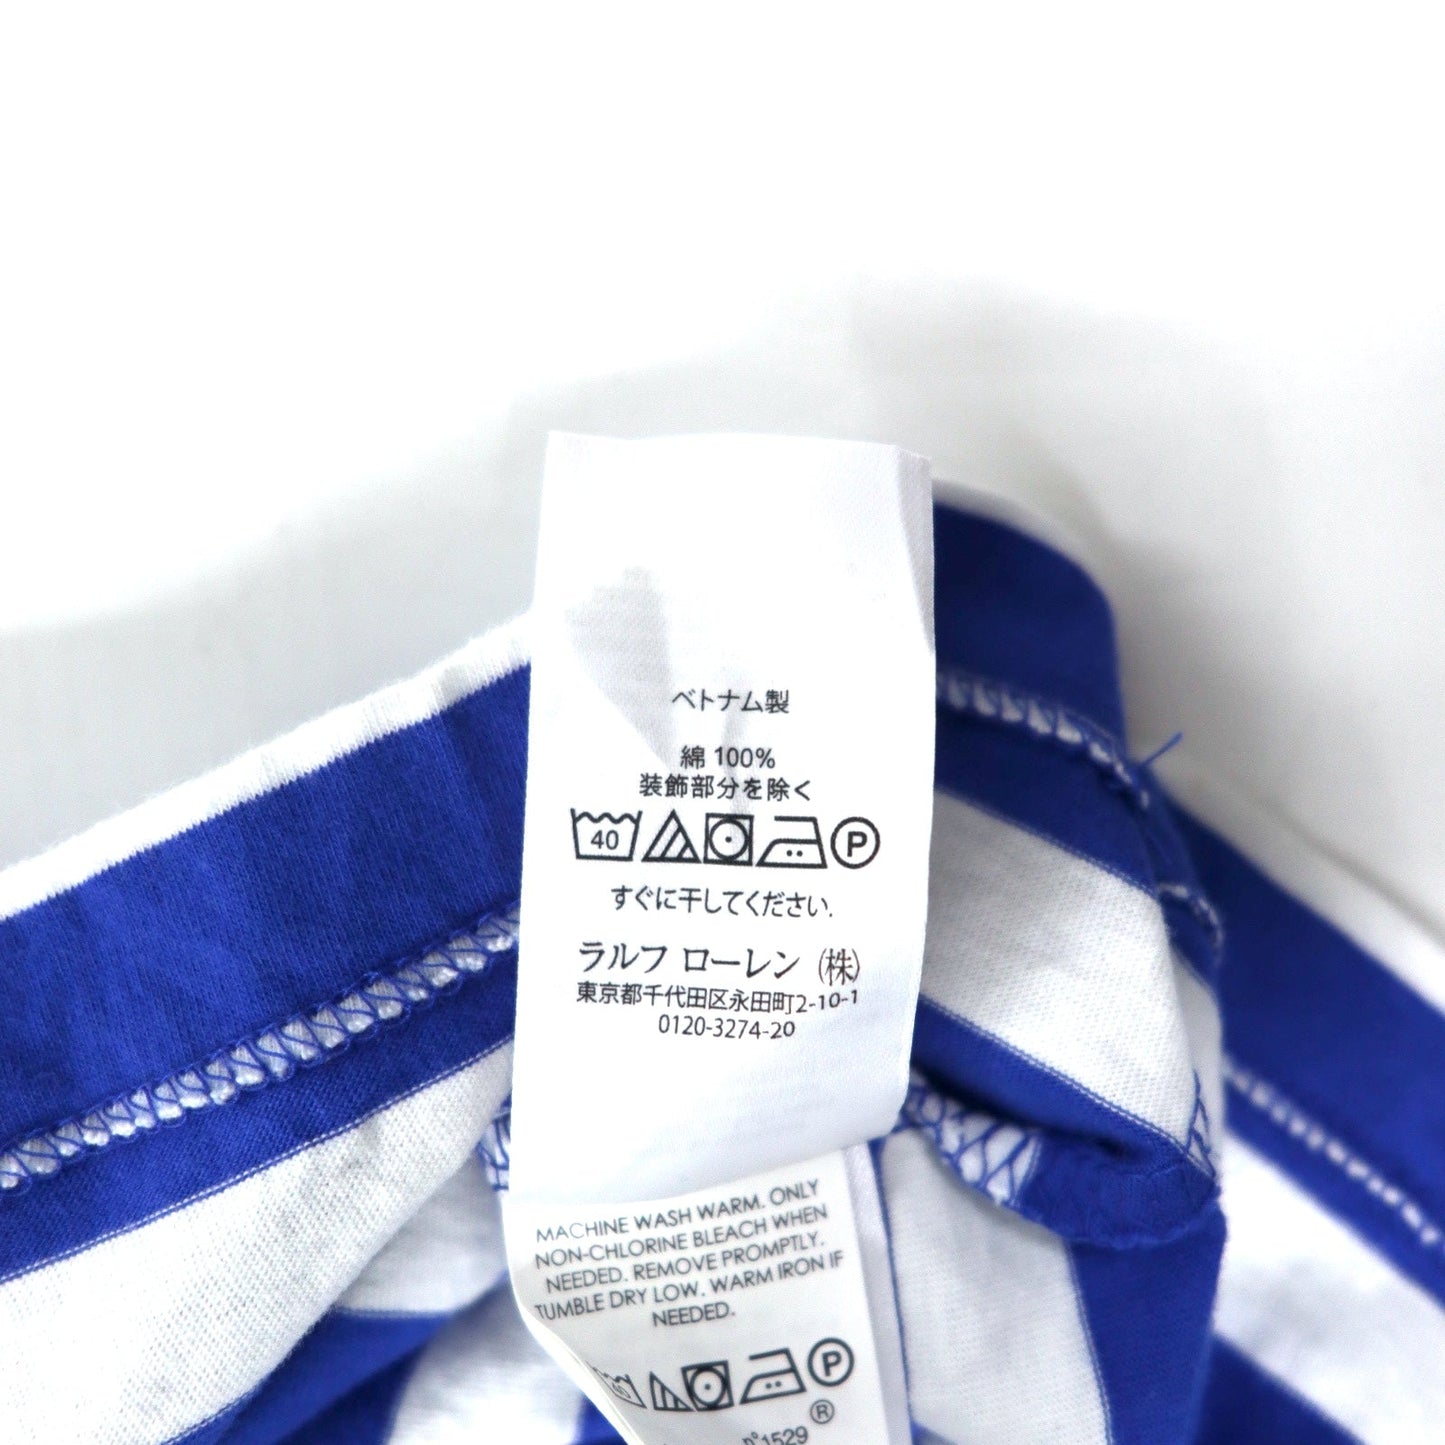 ベトナム製
綿 100%
装飾部分を除く
40 P
すぐに干してください.
ラルフ ローレン (株)
東京都千代田区永田町2-10-1
0120-3274-20
MACHINE WASH WARM. ONLY
NON-CHLORINE BLEACH WHEN
NEEDED. REMOVE PROMPTLY.
TUMBLE DRY LOW. WARM IRON IF
NEEDED.
40 P
®
n°1529